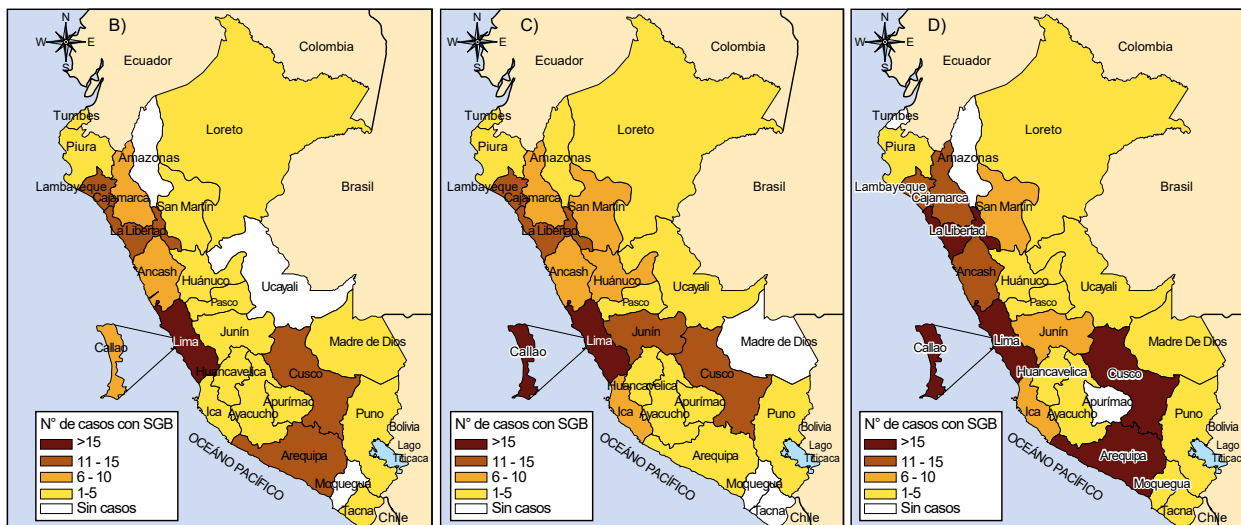 B)
N
W E
S
Colombia
Ecuador
Tumbes
Piura
Loreto
Amazonas
Lambayeque
Cajamarca
San Martín
Brasil
La Libertad
Ancash
Huánuco
Ucayali
Pasco
Callao
Lima
Junín
Madre de Dios
Huancavelica
Cusco
Ica
Ayacucho
Apurímac
Puno
Bolivia
Lago
Titicaca
Arequipa
OCEÁNO PACÍFICO
Moquegua
Tacna
Chile
N° de casos con SGB
>15
11 - 15
6 - 10
1-5
Sin casos
C)
N
W E
S
Colombia
Ecuador
Tumbes
Piura
Loreto
Amazonas
Lambayeque
Cajamarca
San Martín
Brasil
La Libertad
Ancash
Huánuco
Ucayali
Pasco
Callao
Lima
Junín
Madre de Dios
Huancavelica
Cusco
Ica
Ayacucho
Apurímac
Puno
Bolivia
Lago
Titicaca
Arequipa
OCEÁNO PACÍFICO
Moquegua
Tacna
Chile
N° de casos con SGB
>15
11 - 15
6 - 10
1-5
Sin casos
D)
N
W E
S
Colombia
Ecuador
Tumbes
Piura
Loreto
Amazonas
Lambayeque
Cajamarca
San Martín
Brasil
La Libertad
Ancash
Huánuco
Ucayali
Pasco
Callao
Lima
Junín
Madre De Dios
Huancavelica
Cusco
Ica
Ayacucho
Apurímac
Puno
Bolivia
Lago
Titicaca
Arequipa
OCEÁNO PACÍFICO
Moquegua
Tacna
Chile
N° de casos con SGB
>15
11 - 15
6 - 10
1-5
Sin casos